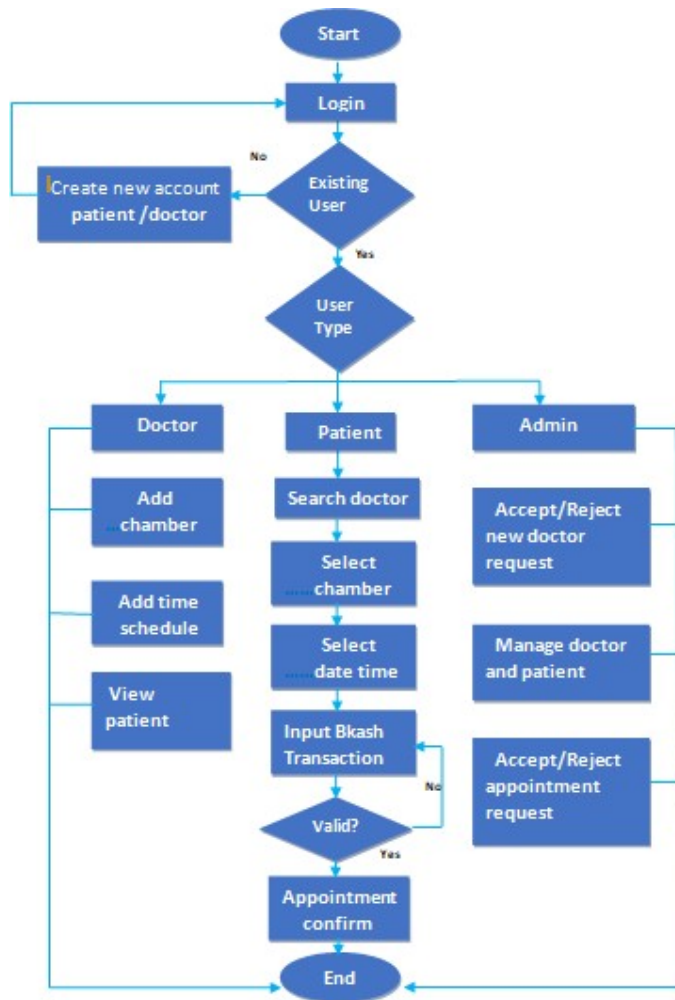 Start
Login
No
Create new account
patient /doctor
Existing
User
Yes
User
Type
Doctor
Patient
Admin
Add
...chamber
Search doctor
Accept/Reject
new doctor
request
Select
......chamber
Add time
schedule
Select
......date time
Manage doctor
and patient
View
patient
Input Bkash
Transaction
No
Accept/Reject
appointment
request
Valid?
Yes
Appointment
confirm
End